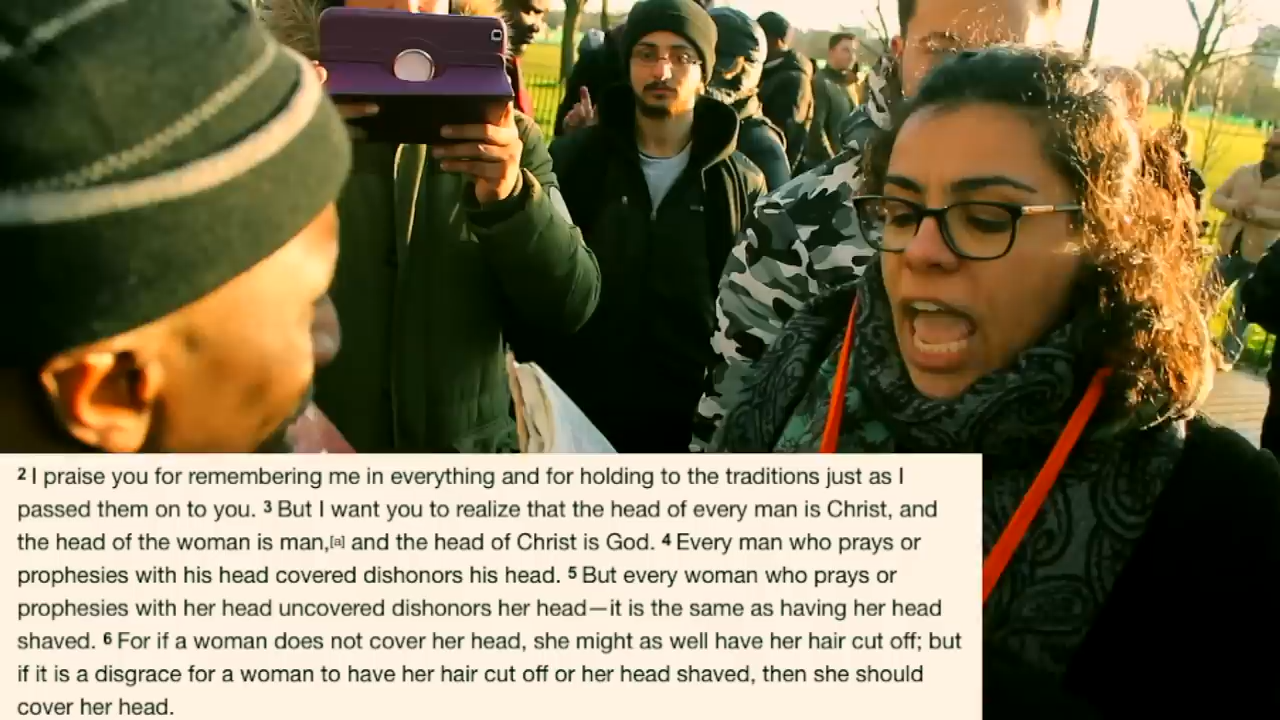 2 I praise you for remembering me in everything and for holding to the traditions just as I
passed them on to you. 3 But I want you to realize that the head of every man is Christ, and
the head of the woman is man,[a] and the head of Christ is God. 4 Every man who prays or
prophesies with his head covered dishonors his head. 5 But every woman who prays or
prophesies with her head uncovered dishonors her head—it is the same as having her head
shaved. 6 For if a woman does not cover her head, she might as well have her hair cut off; but
if it is a disgrace for a woman to have her hair cut off or her head shaved, then she should
cover her head.